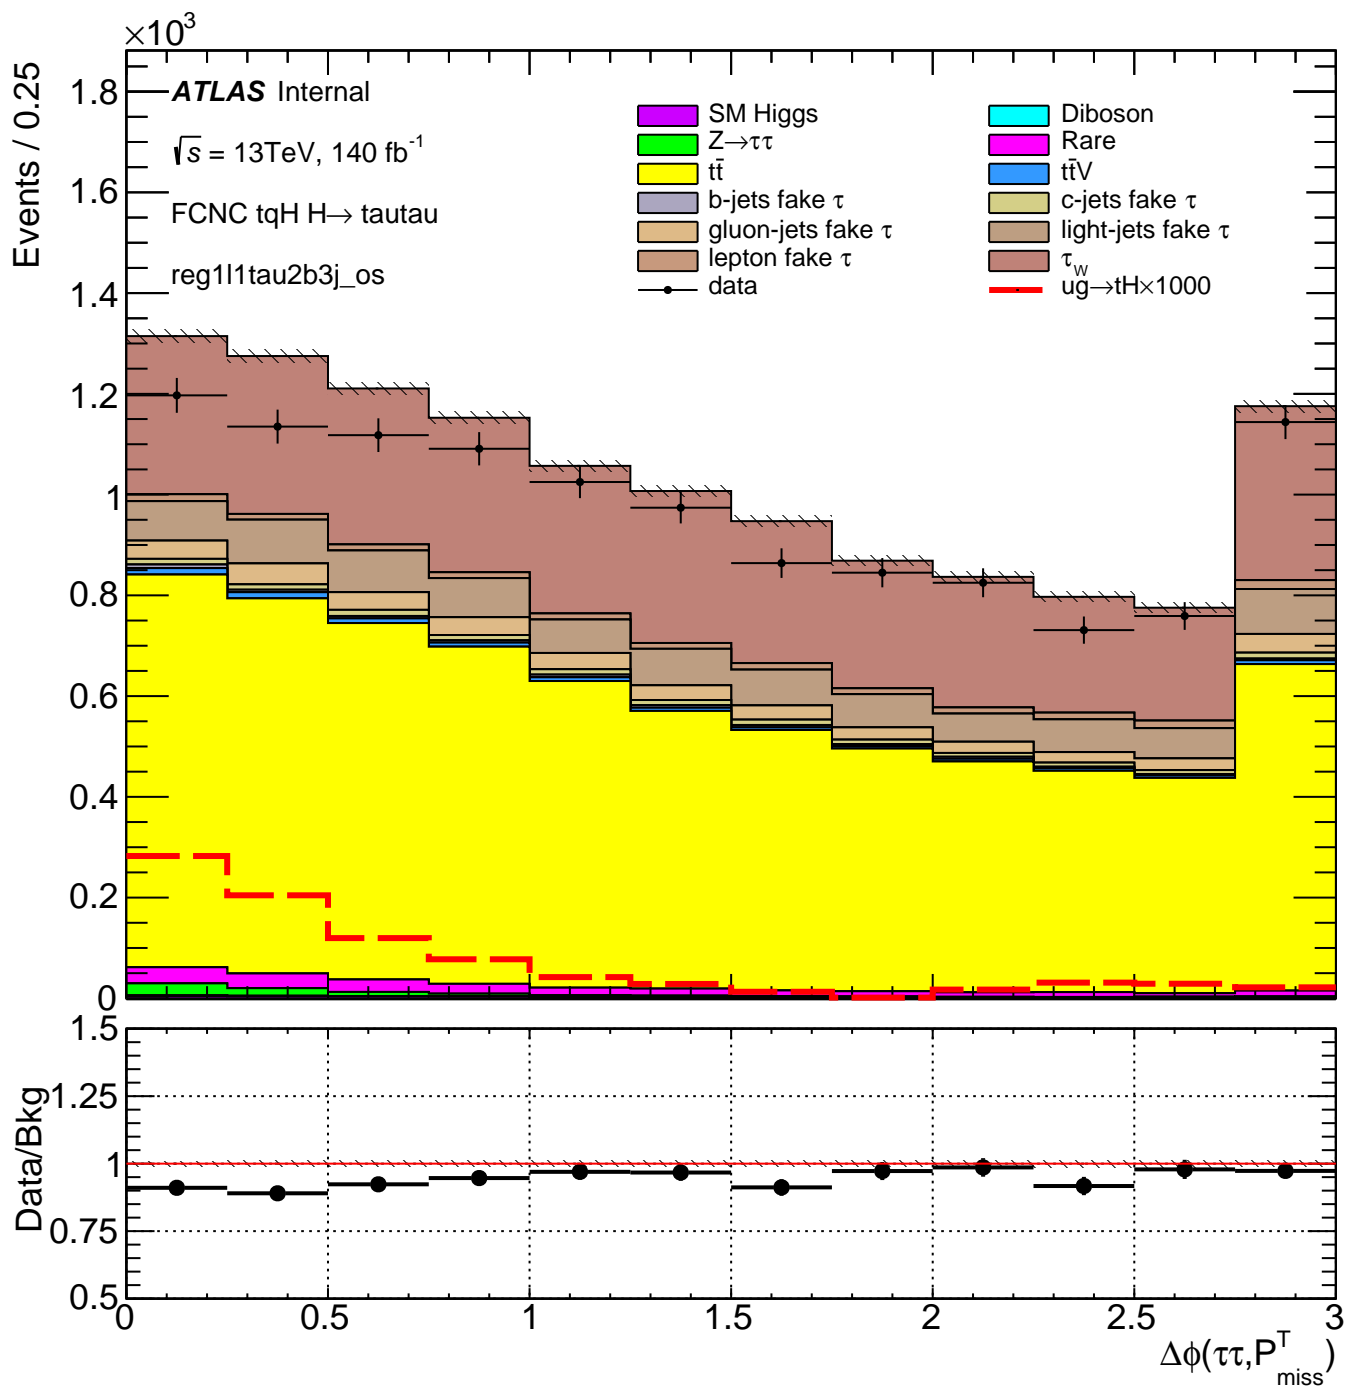 ×10³
Events / 0.25
1.8
1.6
1.4
1.2
1
0.8
0.6
0.4
0.2
0
ATLAS Internal
√s = 13TeV, 140 fb⁻¹
FCNC tqH H→ tautau
reg1l1tau2b3j_os
SM Higgs
Diboson
Z→ττ
Rare
tt̄
tt̄V
b-jets fake τ
c-jets fake τ
gluon-jets fake τ
light-jets fake τ
lepton fake τ
τ_W
data
ug→tH×1000
Data/Bkg
1.5
1.25
1
0.75
0.5
0 0.5 1 1.5 2 2.5 3
Δϕ(ττ,P^T_miss)